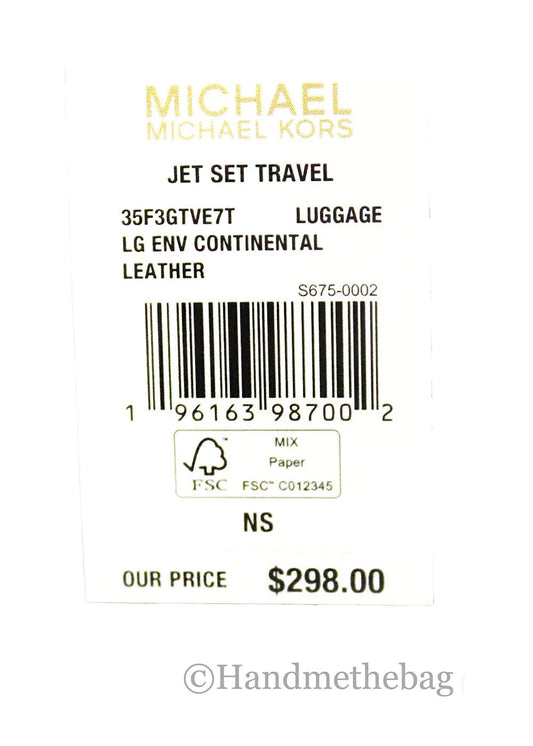 MICHAEL
MICHAEL KORS
JET SET TRAVEL
35F3GTVE7T LUGGAGE
LG ENV CONTINENTAL
LEATHER
S675-0002
1 96163 98700 2
FSC™
MIX
Paper
FSC™ C012345
NS
OUR PRICE $298.00
©Handmethebag